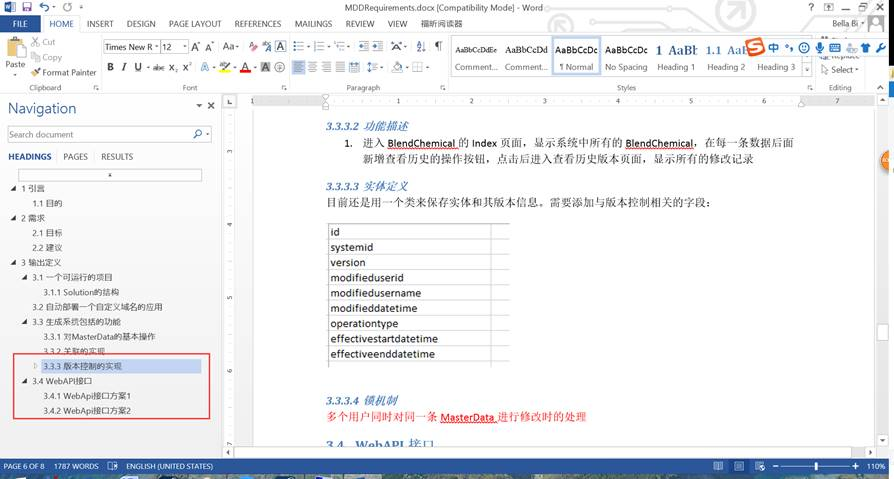 MDDRequirements.docx [Compatibility Mode] - Word
FILE HOME INSERT DESIGN PAGE LAYOUT REFERENCES MAILINGS REVIEW VIEW 福昕阅读器 Bella Bi
Cut
Copy
Format Painter
Paste
Clipboard
Times New R 12
Font
Paragraph
AaBbCcDdEe AaBbCcDd AaBbCcDc AaBbCcDc 1 AaBb 1.1 AaB
Comment... Comment... ¶ Normal No Spacing Heading 1 Heading 2 Heading 3
Styles
Replace
Select
Editing
Navigation
Search document
HEADINGS PAGES RESULTS
1 引言
1.1 目的
2 需求
2.1 目标
2.2 建议
3 输出定义
3.1 一个可运行的项目
3.1.1 Solution的结构
3.2 自动部署一个自定义域名的应用
3.3 生成系统包括的功能
3.3.1 对MasterData的基本操作
3.3.2 关联的实现
3.3.3 版本控制的实现
3.4 WebAPI接口
3.4.1 WebApi接口方案1
3.4.2 WebApi接口方案2
3.3.3.2 功能描述
1. 进入 BlendChemical 的 Index 页面，显示系统中所有的 BlendChemical，在每一条数据后面
新增查看历史的操作按钮，点击后进入查看历史版本页面，显示所有的修改记录
3.3.3.3 实体定义
目前还是用一个类来保存实体和其版本信息。需要添加与版本控制相关的字段：
id
systemid
version
modifieduserid
modifiedusername
modifieddatetime
operationtype
effectivestartdatetime
effectiveenddatetime
3.3.3.4 锁机制
多个用户同时对同一条 MasterData 进行修改时的处理
3.4 WebAPI 接口
PAGE 6 OF 8 1787 WORDS ENGLISH (UNITED STATES) 110%